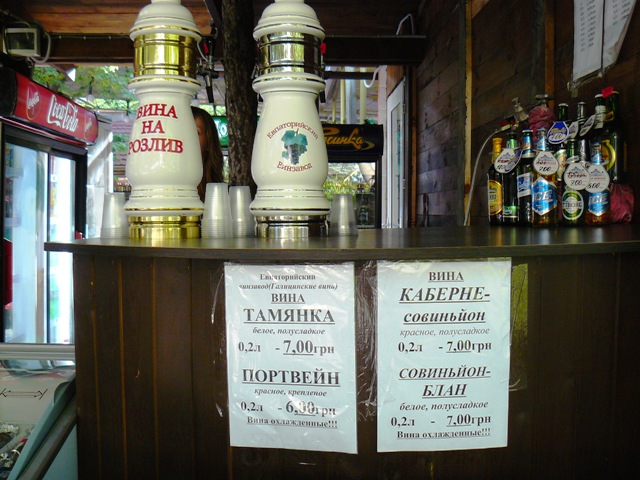 ВИНА
НА
РОЗЛИВ
Евпаторийский
Винзавод
Coca-Cola
Евпаторийский
винзавод(Галицинские вина)
ВИНА
ТАМЯНКА
белое, полусладкое
0,2л - 7,00грн
ПОРТВЕЙН
красное, крепленое
0,2л - 6,00грн
Вина охлажденные!!!
ВИНА
КАБЕРНЕ-
совиньйон
красное, полусладкое
0,2л - 7,00грн
СОВИНЬЙОН-
БЛАН
белое, полусладкое
0,2л - 7,00грн
Вина охлажденные!!!